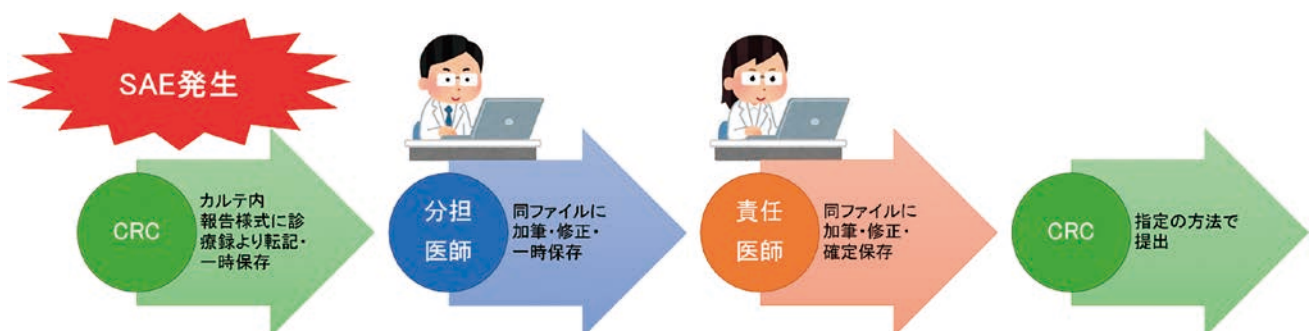 SAE発生
CRC
カルテ内
報告様式に診
療録より転記・
一時保存
分担
医師
同ファイルに
加筆・修正・
一時保存
責任
医師
同ファイルに
加筆・修正・
確定保存
CRC
指定の方法で
提出